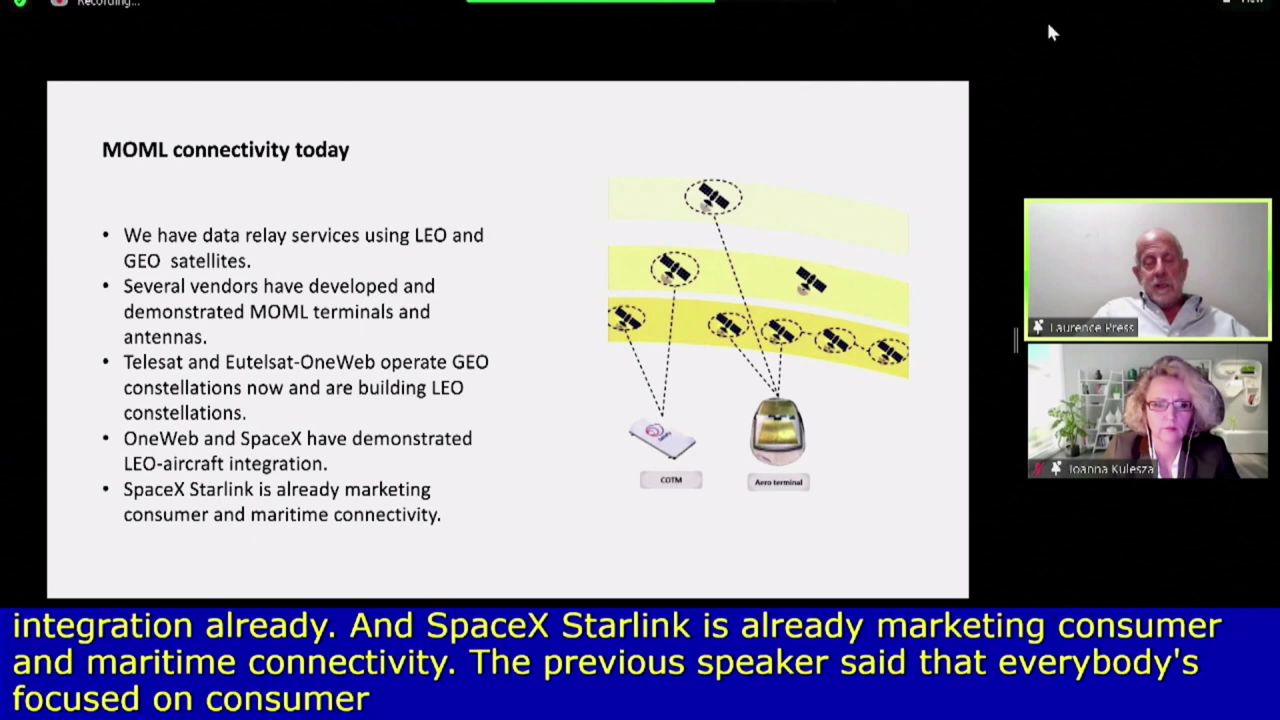 Recording...
View
MOML connectivity today
• We have data relay services using LEO and
GEO satellites.
• Several vendors have developed and
demonstrated MOML terminals and
antennas.
• Telesat and Eutelsat-OneWeb operate GEO
constellations now and are building LEO
constellations.
• OneWeb and SpaceX have demonstrated
LEO-aircraft integration.
• SpaceX Starlink is already marketing
consumer and maritime connectivity.
COTM
Aero terminal
Laurence Press
Joanna Kulesza
integration already. And SpaceX Starlink is already marketing consumer
and maritime connectivity. The previous speaker said that everybody's
focused on consumer